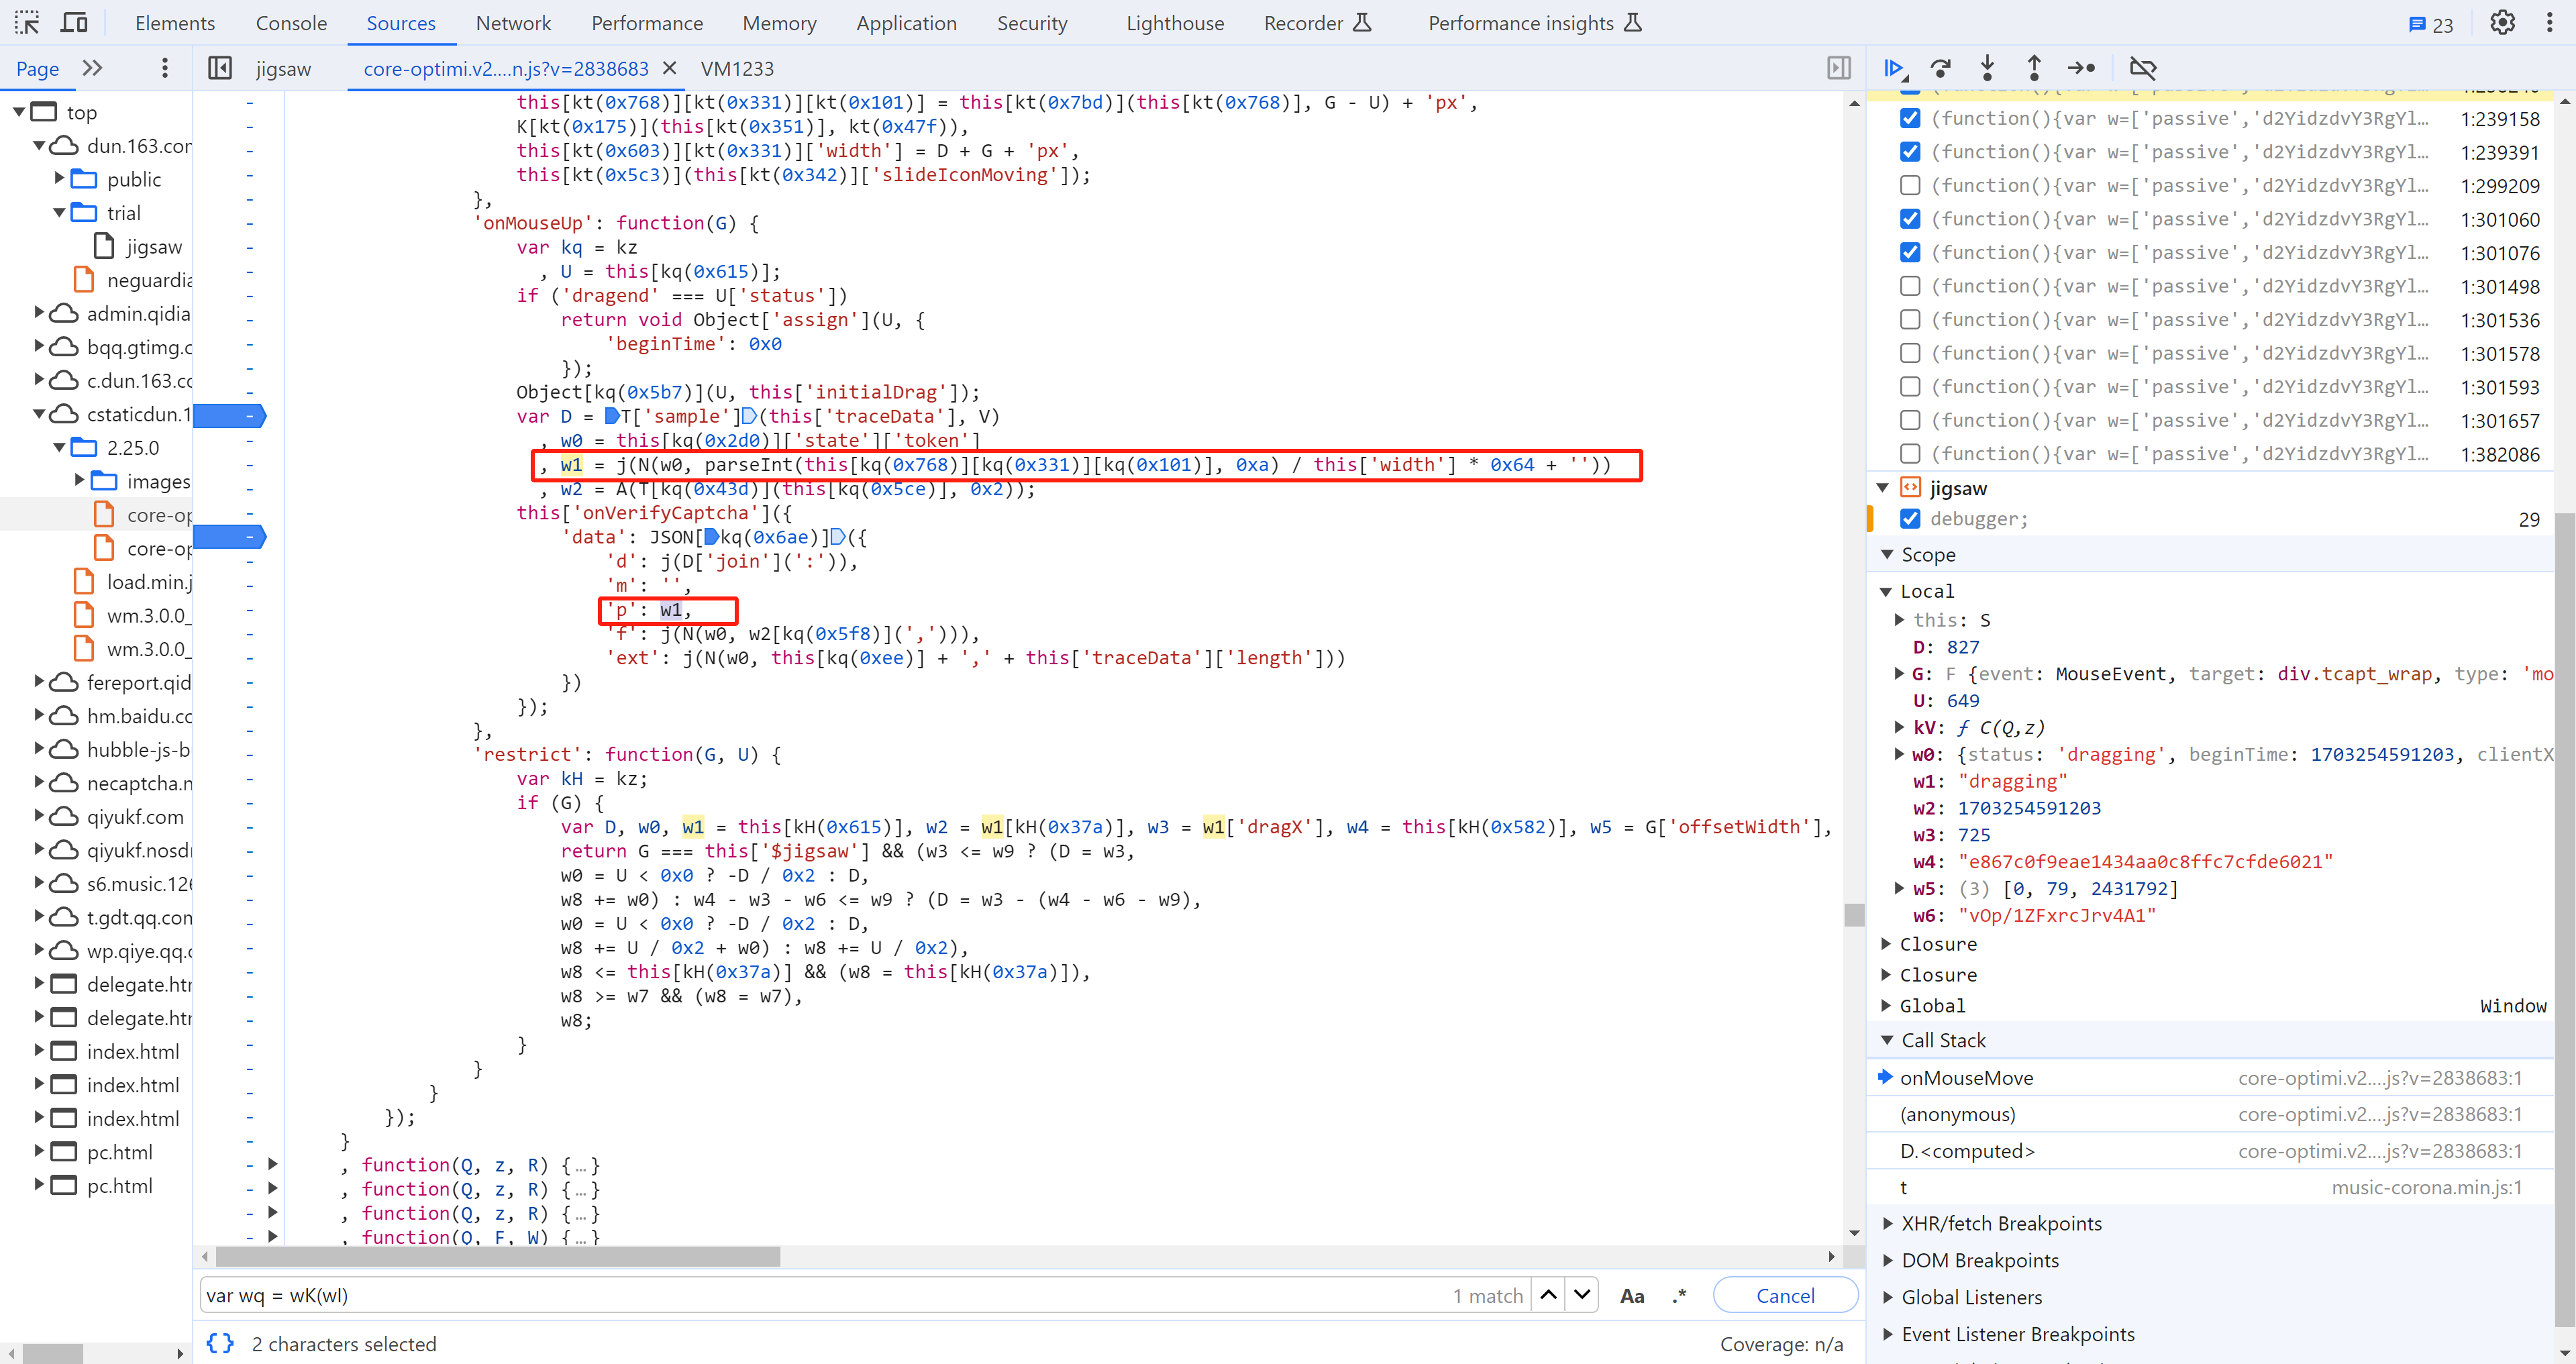 Elements Console Sources Network Performance Memory Application Security Lighthouse Recorder Performance insights 23
Page jigsaw core-optimi.v2....n.js?v=2838683 VM1233
top
dun.163.cor
public
trial
jigsaw
neguardia
admin.qidia
bqq.gtimg.c
c.dun.163.cc
cstaticdun.1
2.25.0
images
core-op
core-op
load.min.j
wm.3.0.0_
wm.3.0.0_
fereport.qid
hm.baidu.cc
hubble-js-b
necaptcha.n
qiyukf.com
qiyukf.nosdr
s6.music.126
t.gdt.qq.con
wp.qiye.qq.c
delegate.htr
delegate.htr
index.html
index.html
index.html
pc.html
pc.html
this[kt(0x768)][kt(0x331)][kt(0x101)] = this[kt(0x7bd)](this[kt(0x768)], G - U) + 'px',
K[kt(0x175)](this[kt(0x351)], kt(0x47f)),
this[kt(0x603)][kt(0x331)]['width'] = D + G + 'px',
this[kt(0x5c3)](this[kt(0x342)]['slideIconMoving']);
},
'onMouseUp': function(G) {
var kq = kz
, U = this[kq(0x615)];
if ('dragend' === U['status'])
return void Object['assign'](U, {
'beginTime': 0x0
});
Object[kq(0x5b7)](U, this['initialDrag']);
var D = T['sample'](this['traceData'], V)
, w0 = this[kq(0x2d0)]['state']['token']
, w1 = j(N(w0, parseInt(this[kq(0x768)][kq(0x331)][kq(0x101)], 0xa) / this['width'] * 0x64 + ''))
, w2 = A(T[kq(0x43d)](this[kq(0x5ce)], 0x2));
this['onVerifyCaptcha']({
'data': JSON[kq(0x6ae)]({
'd': j(D['join'](':')),
'm': '',
'p': w1,
'f': j(N(w0, w2[kq(0x5f8)](','))),
'ext': j(N(w0, this[kq(0xee)] + ',' + this['traceData']['length']))
})
});
},
'restrict': function(G, U) {
var kH = kz;
if (G) {
var D, w0, w1 = this[kH(0x615)], w2 = w1[kH(0x37a)], w3 = w1['dragX'], w4 = this[kH(0x582)], w5 = G['offsetWidth'],
return G === this['$jigsaw'] && (w3 <= w9 ? (D = w3,
w0 = U < 0x0 ? -D / 0x2 : D,
w8 += w0) : w4 - w3 - w6 <= w9 ? (D = w3 - (w4 - w6 - w9),
w0 = U < 0x0 ? -D / 0x2 : D,
w8 += U / 0x2 + w0) : w8 += U / 0x2),
w8 <= this[kH(0x37a)] && (w8 = this[kH(0x37a)]),
w8 >= w7 && (w8 = w7),
w8;
}
}
}
});
}
, function(Q, z, R) {…}
, function(Q, z, R) {…}
, function(Q, z, R) {…}
, function(Q, F, W) {…}
var wq = wK(wI) 1 match Aa .* Cancel
{} 2 characters selected Coverage: n/a
(function(){var w=['passive','d2YidzdvY3RgYl… 1:239158
(function(){var w=['passive','d2YidzdvY3RgYl… 1:239391
(function(){var w=['passive','d2YidzdvY3RgYl… 1:299209
(function(){var w=['passive','d2YidzdvY3RgYl… 1:301060
(function(){var w=['passive','d2YidzdvY3RgYl… 1:301076
(function(){var w=['passive','d2YidzdvY3RgYl… 1:301498
(function(){var w=['passive','d2YidzdvY3RgYl… 1:301536
(function(){var w=['passive','d2YidzdvY3RgYl… 1:301578
(function(){var w=['passive','d2YidzdvY3RgYl… 1:301593
(function(){var w=['passive','d2YidzdvY3RgYl… 1:301657
(function(){var w=['passive','d2YidzdvY3RgYl… 1:382086
jigsaw
debugger; 29
Scope
Local
this: S
D: 827
G: F {event: MouseEvent, target: div.tcapt_wrap, type: 'mo
U: 649
kV: ƒ C(Q,z)
w0: {status: 'dragging', beginTime: 1703254591203, clientX
w1: "dragging"
w2: 1703254591203
w3: 725
w4: "e867c0f9eae1434aa0c8ffc7cfde6021"
w5: (3) [0, 79, 2431792]
w6: "vOp/1ZFxrcJrv4A1"
Closure
Closure
Global Window
Call Stack
onMouseMove core-optimi.v2....js?v=2838683:1
(anonymous) core-optimi.v2....js?v=2838683:1
D.<computed> core-optimi.v2....js?v=2838683:1
t music-corona.min.js:1
XHR/fetch Breakpoints
DOM Breakpoints
Global Listeners
Event Listener Breakpoints